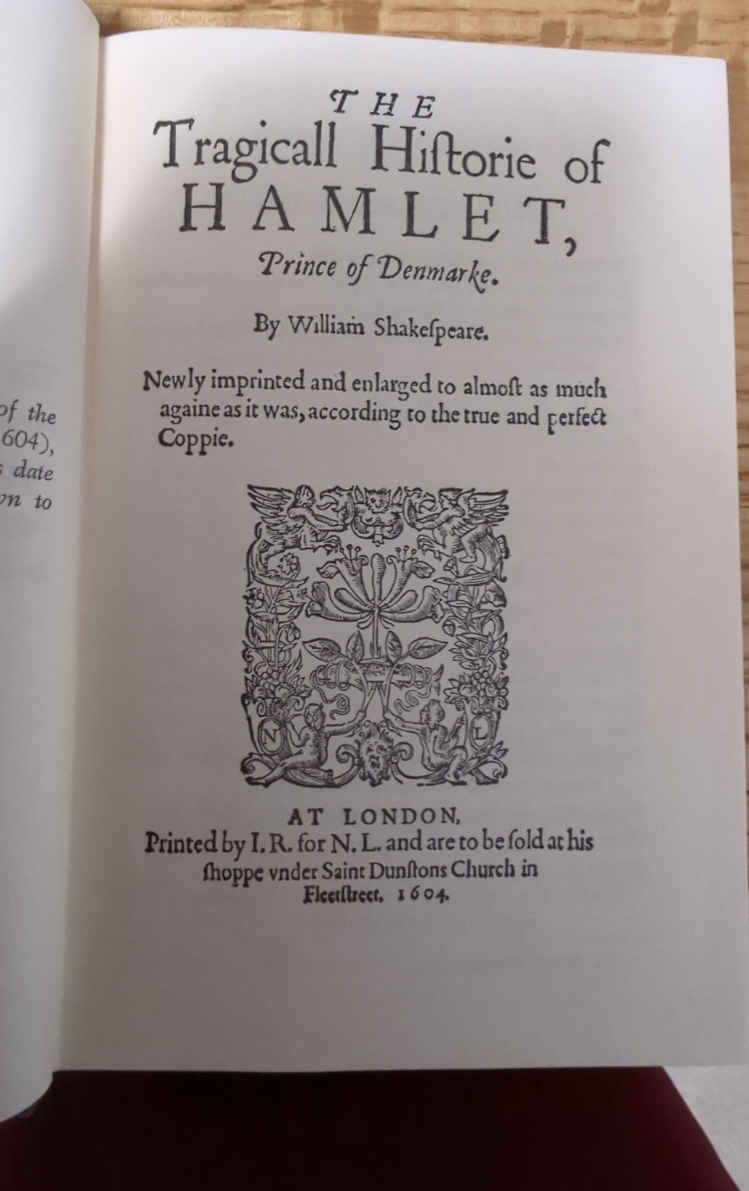 THE
Tragicall Hiſtorie of
HAMLET,
Prince of Denmarke.
By William Shakeſpeare.
Newly imprinted and enlarged to almoſt as much
againe as it was, according to the true and perfect
Coppie.
N L
AT LONDON,
Printed by I. R. for N. L. and are to be ſold at his
ſhoppe vnder Saint Dunſtons Church in
Fleetſtreet. 1604.
of the
604),
date
to